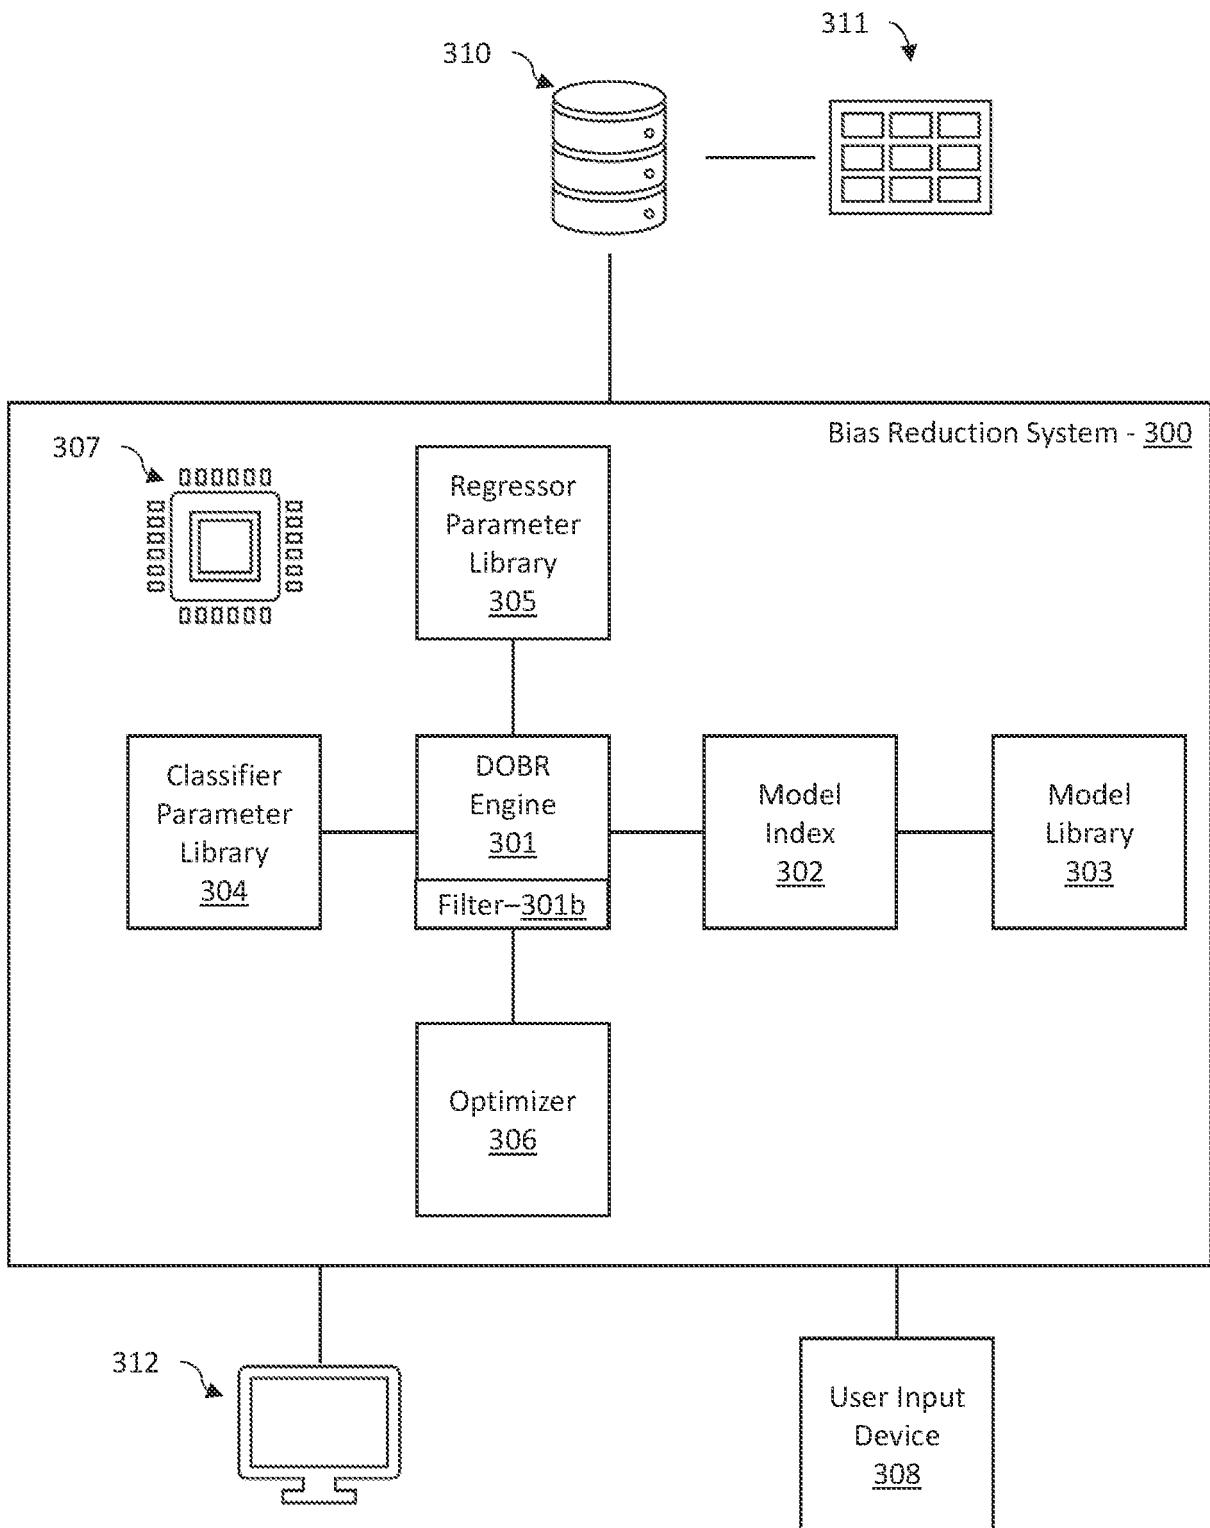 311
310
Bias Reduction System - 300
307
Regressor
Parameter
Library
305
Classifier
Parameter
Library
304
DOBR
Engine
301
Filter–301b
Model
Index
302
Model
Library
303
Optimizer
306
312
User Input
Device
308